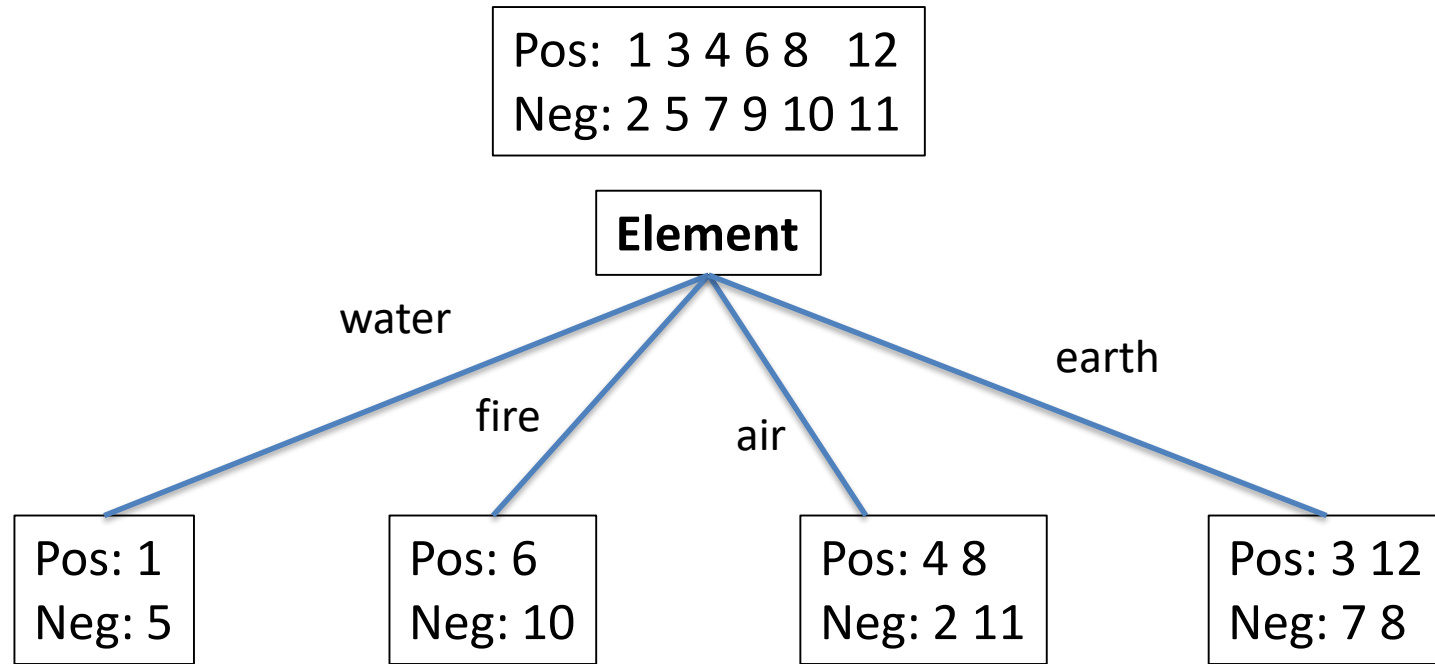 Pos: 1 3 4 6 8 12
Neg: 2 5 7 9 10 11
Element
water
earth
fire
air
Pos: 1
Neg: 5
Pos: 6
Neg: 10
Pos: 4 8
Neg: 2 11
Pos: 3 12
Neg: 7 8